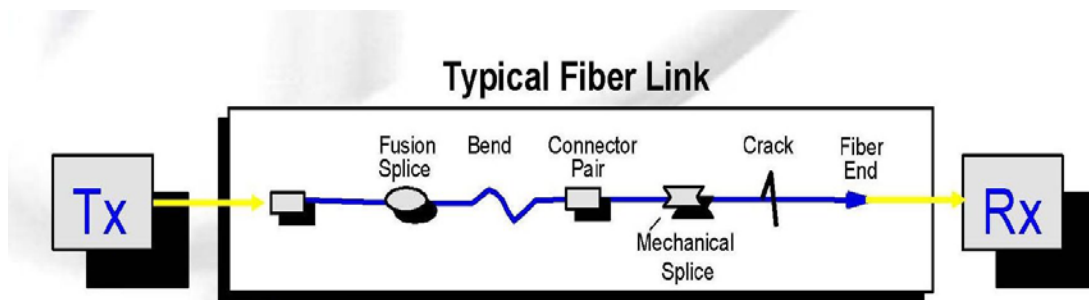 Typical Fiber Link
Fusion
Splice
Bend
Connector
Pair
Crack
Fiber
End
Tx
Rx
Mechanical
Splice